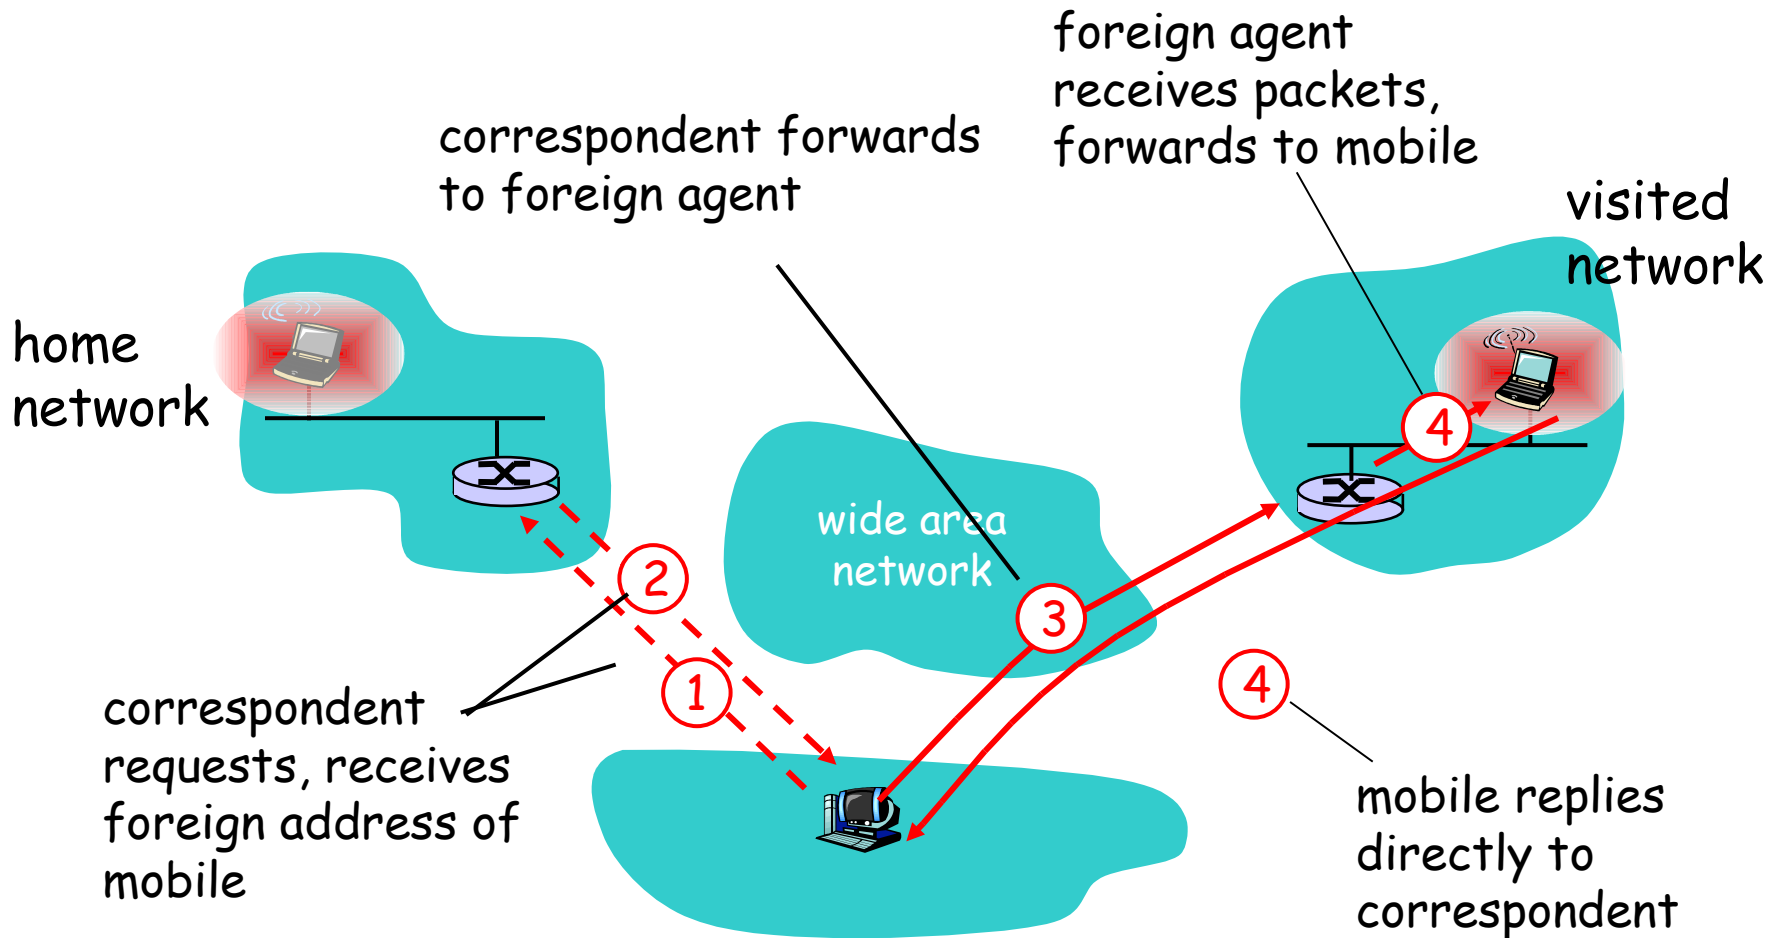 foreign agent
receives packets,
forwards to mobile
correspondent forwards
to foreign agent
visited
network
home
network
wide area
network
4
2
3
1
4
correspondent
requests, receives
foreign address of
mobile
mobile replies
directly to
correspondent